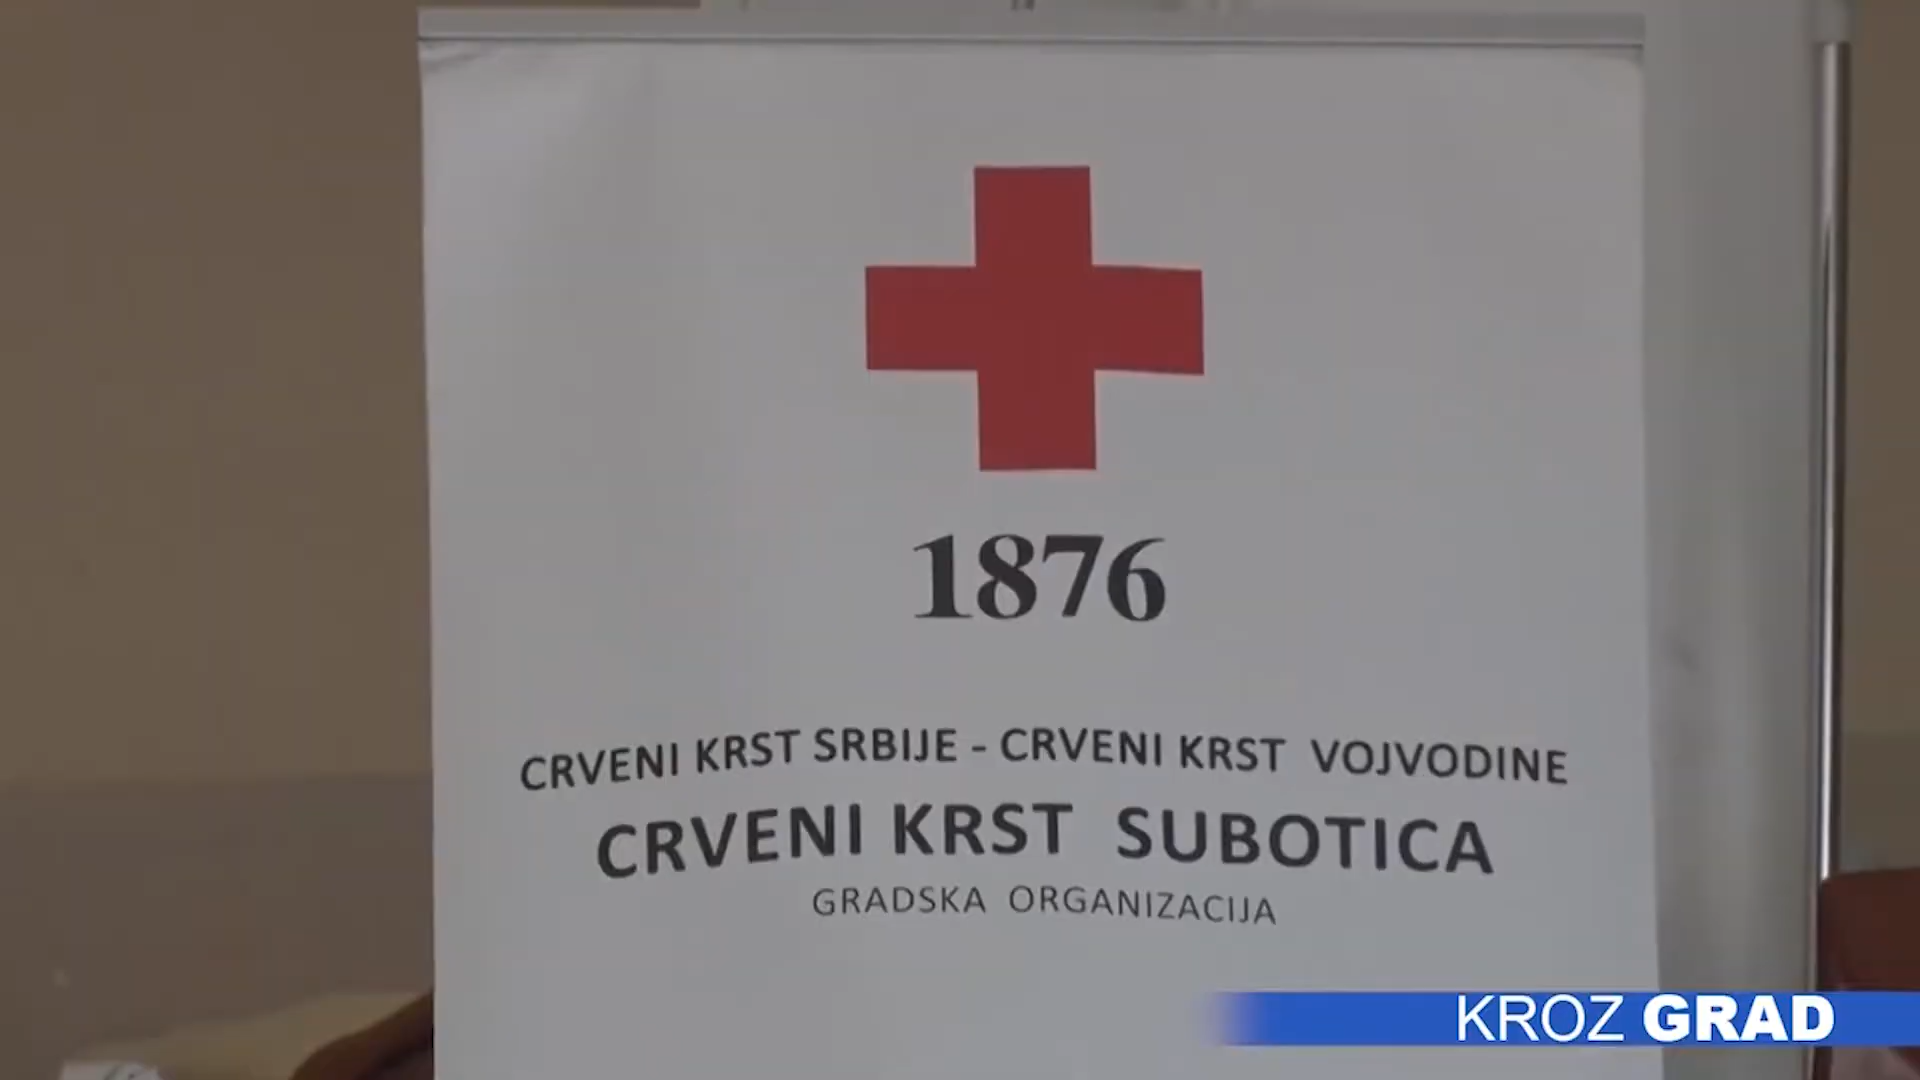 1876
CRVENI KRST SRBIJE - CRVENI KRST VOJVODINE
CRVENI KRST SUBOTICA
GRADSKA ORGANIZACIJA
KROZ GRAD